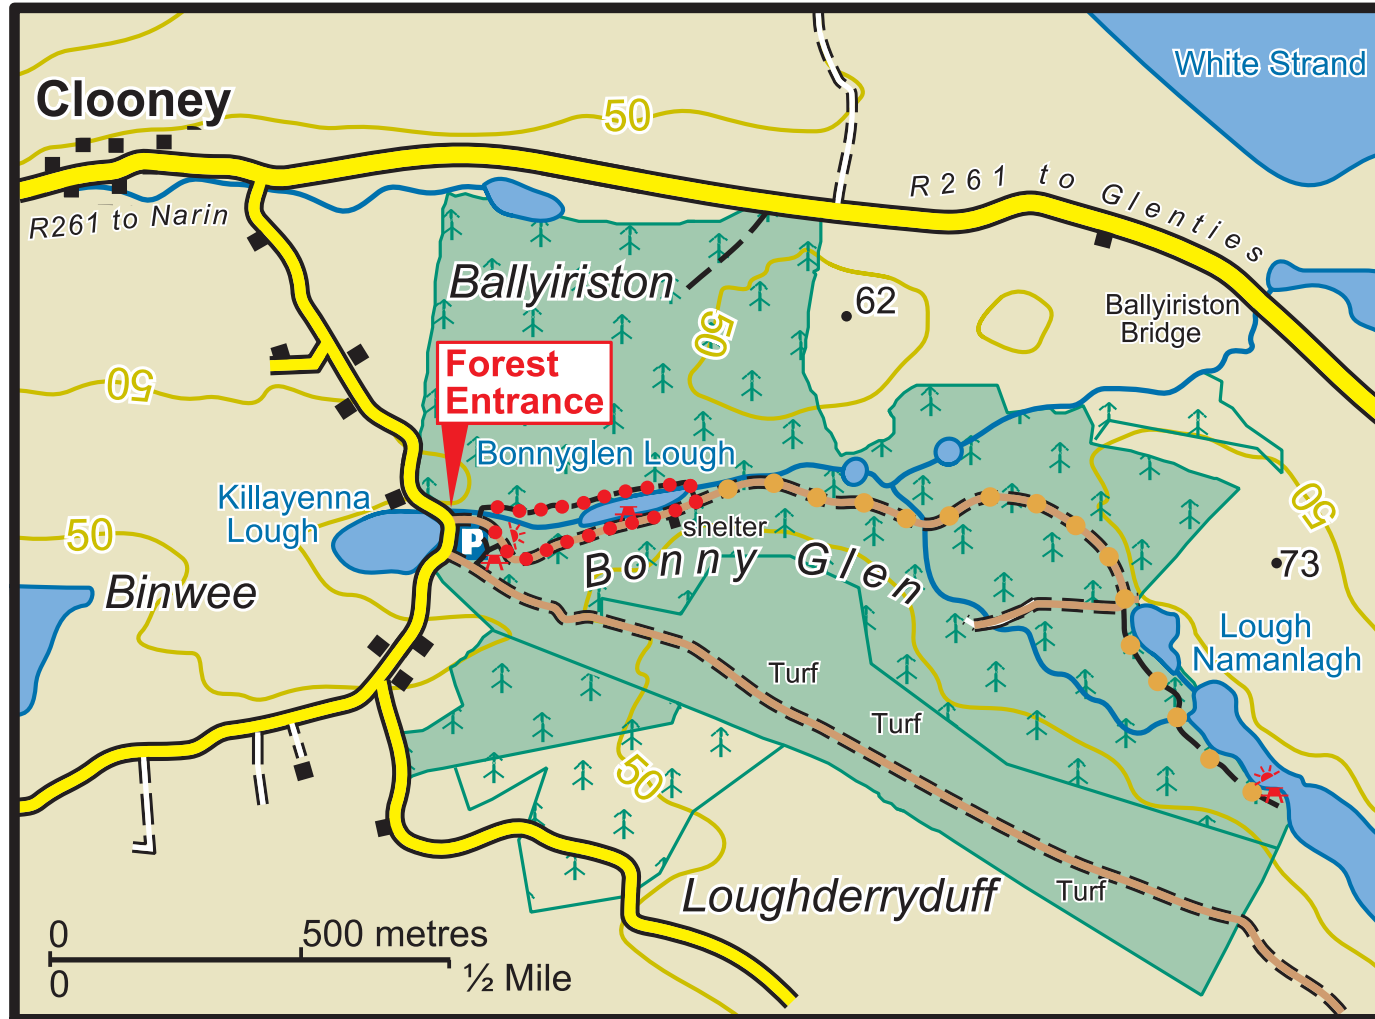 White Strand
Clooney
50
R261 to Glenties
R261 to Narin
Ballyiriston
62
Ballyiriston
Bridge
50
50
Forest
Entrance
Bonnyglen Lough
Killayenna
Lough
50
50
P
shelter
Bonny Glen
73
Binwee
Lough
Namanlagh
Turf
Turf
50
Turf
Loughderryduff
0
500 metres
0
½ Mile